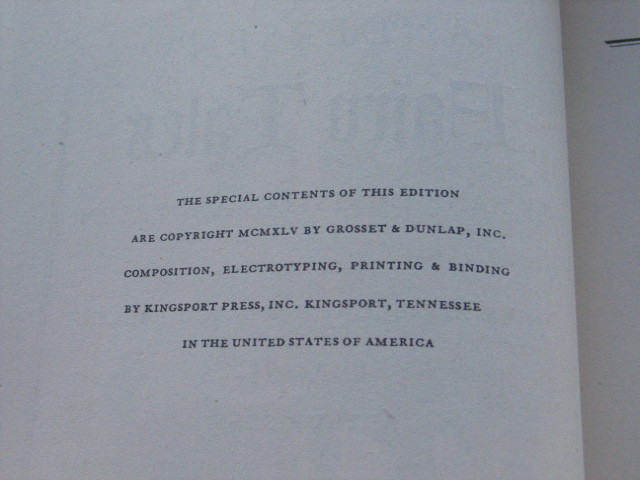 THE SPECIAL CONTENTS OF THIS EDITION
ARE COPYRIGHT MCMXLV BY GROSSET & DUNLAP, INC.
COMPOSITION, ELECTROTYPING, PRINTING & BINDING
BY KINGSPORT PRESS, INC. KINGSPORT, TENNESSEE
IN THE UNITED STATES OF AMERICA